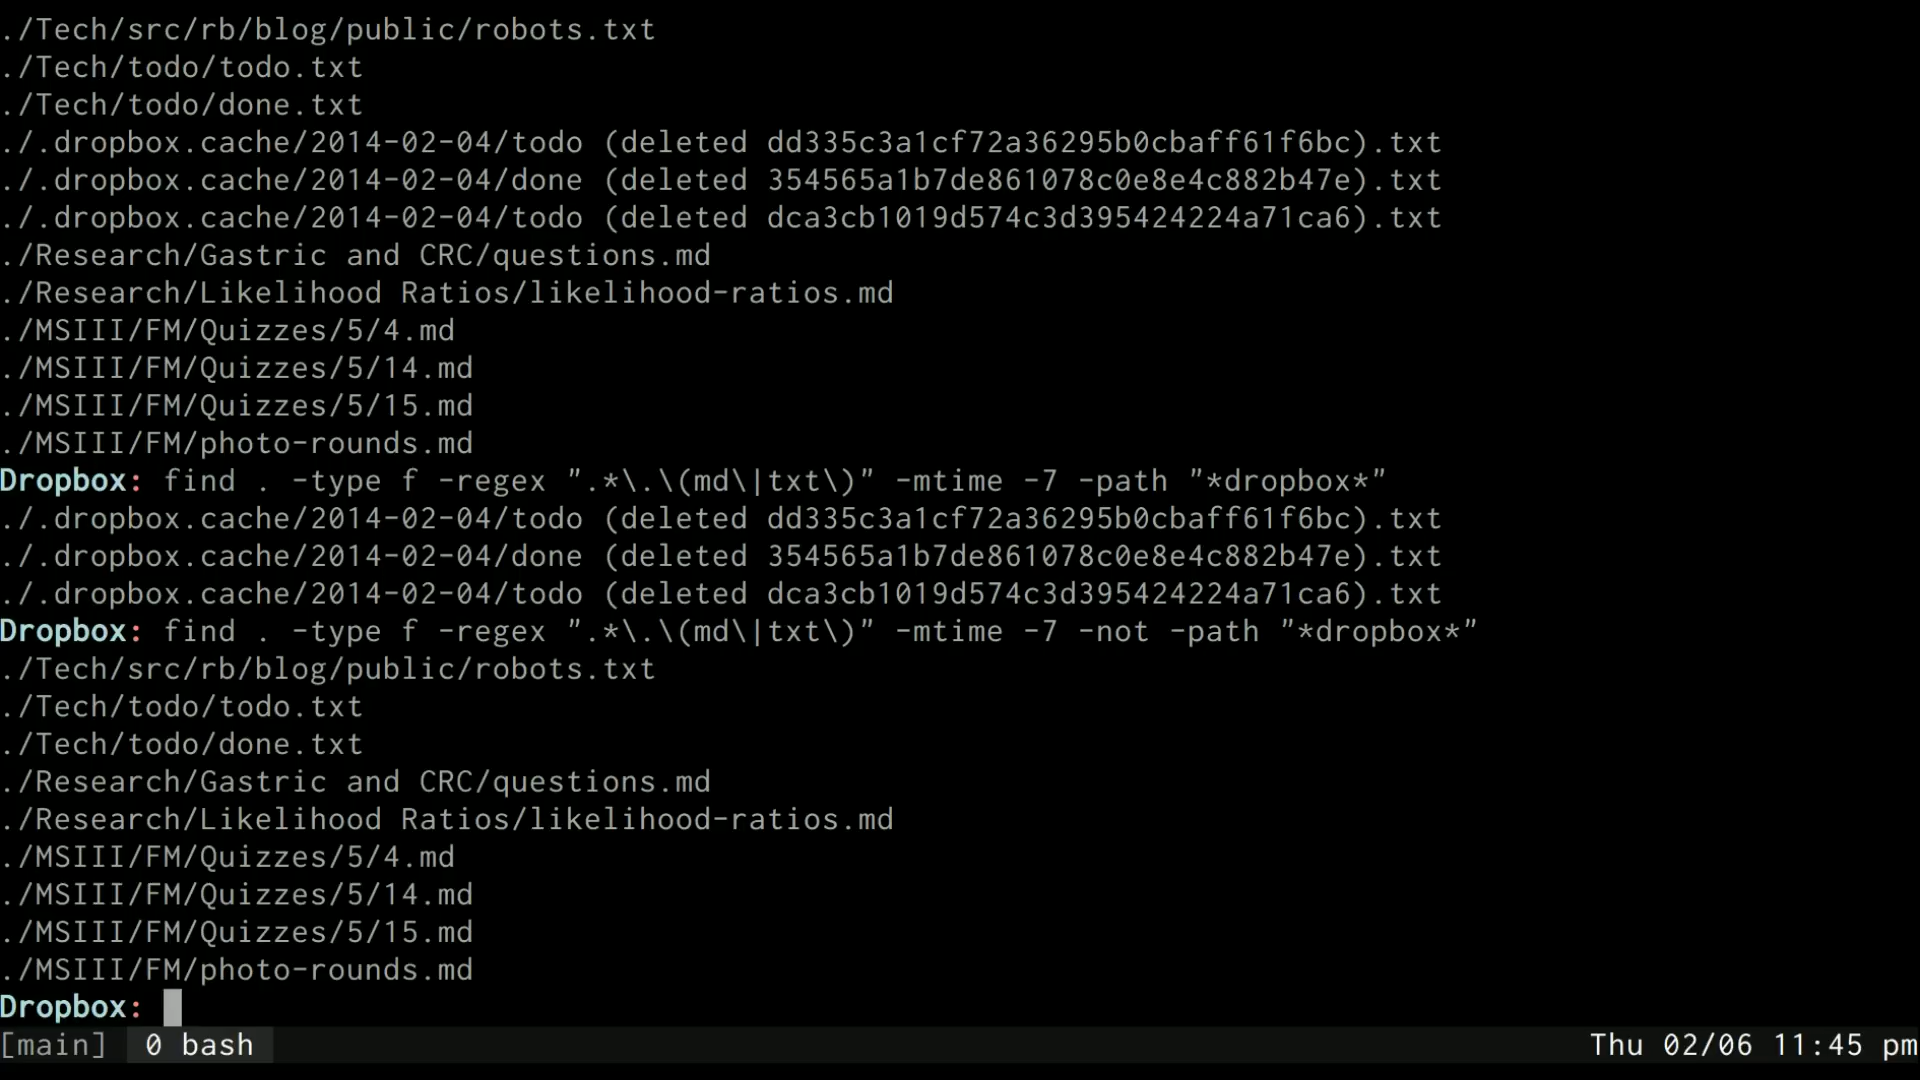 ./Tech/src/rb/blog/public/robots.txt
./Tech/todo/todo.txt
./Tech/todo/done.txt
./.dropbox.cache/2014-02-04/todo (deleted dd335c3a1cf72a36295b0cbaff61f6bc).txt
./.dropbox.cache/2014-02-04/done (deleted 354565a1b7de861078c0e8e4c882b47e).txt
./.dropbox.cache/2014-02-04/todo (deleted dca3cb1019d574c3d395424224a71ca6).txt
./Research/Gastric and CRC/questions.md
./Research/Likelihood Ratios/likelihood-ratios.md
./MSIII/FM/Quizzes/5/4.md
./MSIII/FM/Quizzes/5/14.md
./MSIII/FM/Quizzes/5/15.md
./MSIII/FM/photo-rounds.md
Dropbox: find . -type f -regex ".*\.\(md\|txt\)" -mtime -7 -path "*dropbox*"
./.dropbox.cache/2014-02-04/todo (deleted dd335c3a1cf72a36295b0cbaff61f6bc).txt
./.dropbox.cache/2014-02-04/done (deleted 354565a1b7de861078c0e8e4c882b47e).txt
./.dropbox.cache/2014-02-04/todo (deleted dca3cb1019d574c3d395424224a71ca6).txt
Dropbox: find . -type f -regex ".*\.\(md\|txt\)" -mtime -7 -not -path "*dropbox*"
./Tech/src/rb/blog/public/robots.txt
./Tech/todo/todo.txt
./Tech/todo/done.txt
./Research/Gastric and CRC/questions.md
./Research/Likelihood Ratios/likelihood-ratios.md
./MSIII/FM/Quizzes/5/4.md
./MSIII/FM/Quizzes/5/14.md
./MSIII/FM/Quizzes/5/15.md
./MSIII/FM/photo-rounds.md
Dropbox:
[main] 0 bash Thu 02/06 11:45 pm